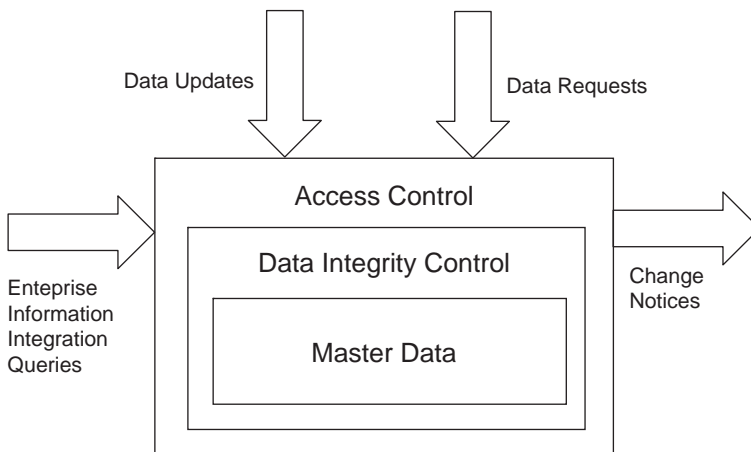 Data Updates
Data Requests
Access Control
Data Integrity Control
Master Data
Enteprise
Information
Integration
Queries
Change
Notices